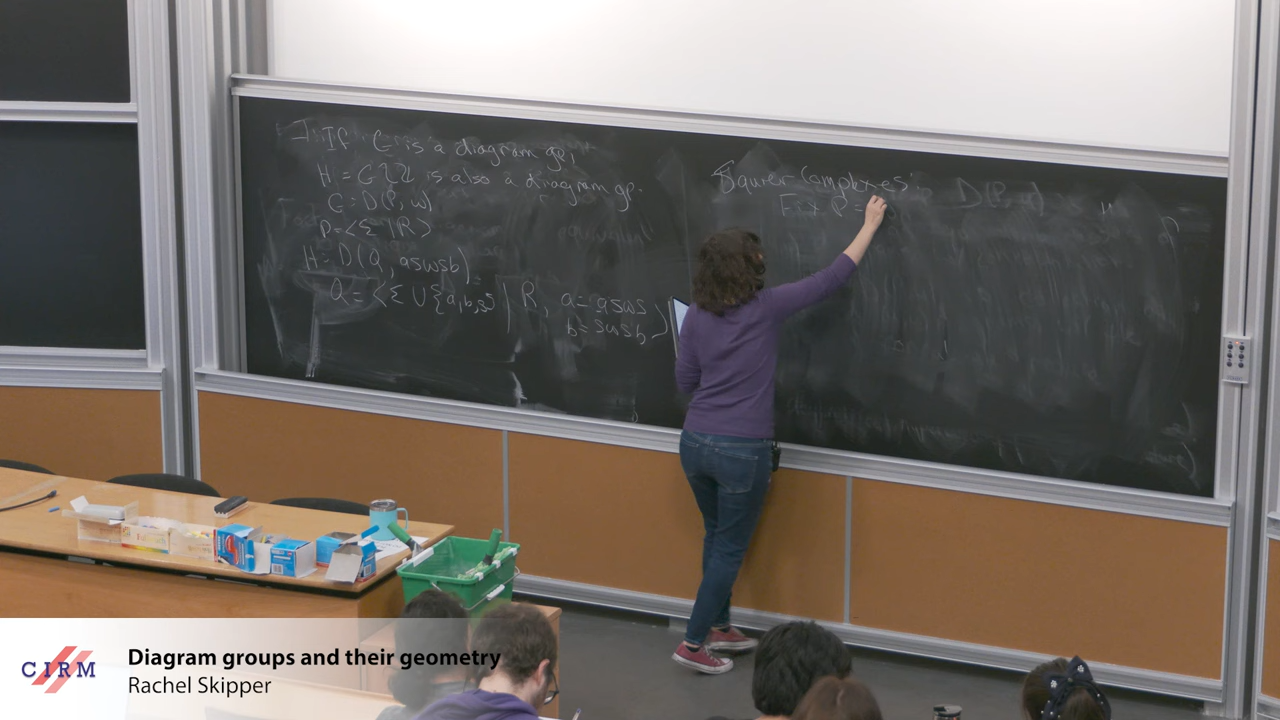 If G is a diagram gp,
H = G ≀ ℤ is also a diagram gp.
G = D(P, w)
P = <Σ | R>
H = D(Q, aswsb)
Q = <Σ ∪ {a,b,s} | R, a = asws
b = swsb>
Squier Complexes:
Fix P =
D(P, w)
CIRM
Diagram groups and their geometry
Rachel Skipper